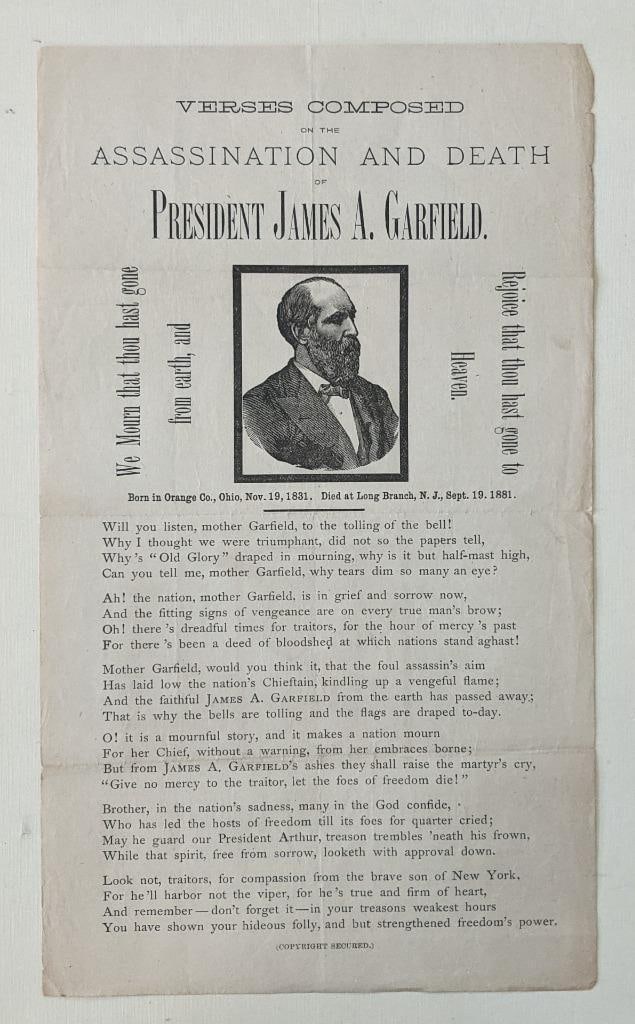 VERSES COMPOSED
ON THE
ASSASSINATION AND DEATH
OF
PRESIDENT JAMES A. GARFIELD.
We Mourn that thou hast gone
from earth, and
Rejoice that thou hast gone to
Heaven.
Born in Orange Co., Ohio, Nov. 19, 1831. Died at Long Branch, N. J., Sept. 19. 1881.
Will you listen, mother Garfield, to the tolling of the bell!
Why I thought we were triumphant, did not so the papers tell,
Why's "Old Glory" draped in mourning, why is it but half-mast high,
Can you tell me, mother Garfield, why tears dim so many an eye?
Ah! the nation, mother Garfield, is in grief and sorrow now,
And the fitting signs of vengeance are on every true man's brow;
Oh! there's dreadful times for traitors, for the hour of mercy's past
For there's been a deed of bloodshed at which nations stand aghast!
Mother Garfield, would you think it, that the foul assassin's aim
Has laid low the nation's Chieftain, kindling up a vengeful flame;
And the faithful JAMES A. GARFIELD from the earth has passed away;
That is why the bells are tolling and the flags are draped to-day.
O! it is a mournful story, and it makes a nation mourn
For her Chief, without a warning, from her embraces borne;
But from JAMES A. GARFIELD's ashes they shall raise the martyr's cry,
"Give no mercy to the traitor, let the foes of freedom die!"
Brother, in the nation's sadness, many in the God confide,
Who has led the hosts of freedom till its foes for quarter cried;
May he guard our President Arthur, treason trembles 'neath his frown,
While that spirit, free from sorrow, looketh with approval down.
Look not, traitors, for compassion from the brave son of New York,
For he'll harbor not the viper, for he's true and firm of heart,
And remember—don't forget it—in your treasons weakest hours
You have shown your hideous folly, and but strengthened freedom's power.
(COPYRIGHT SECURED.)